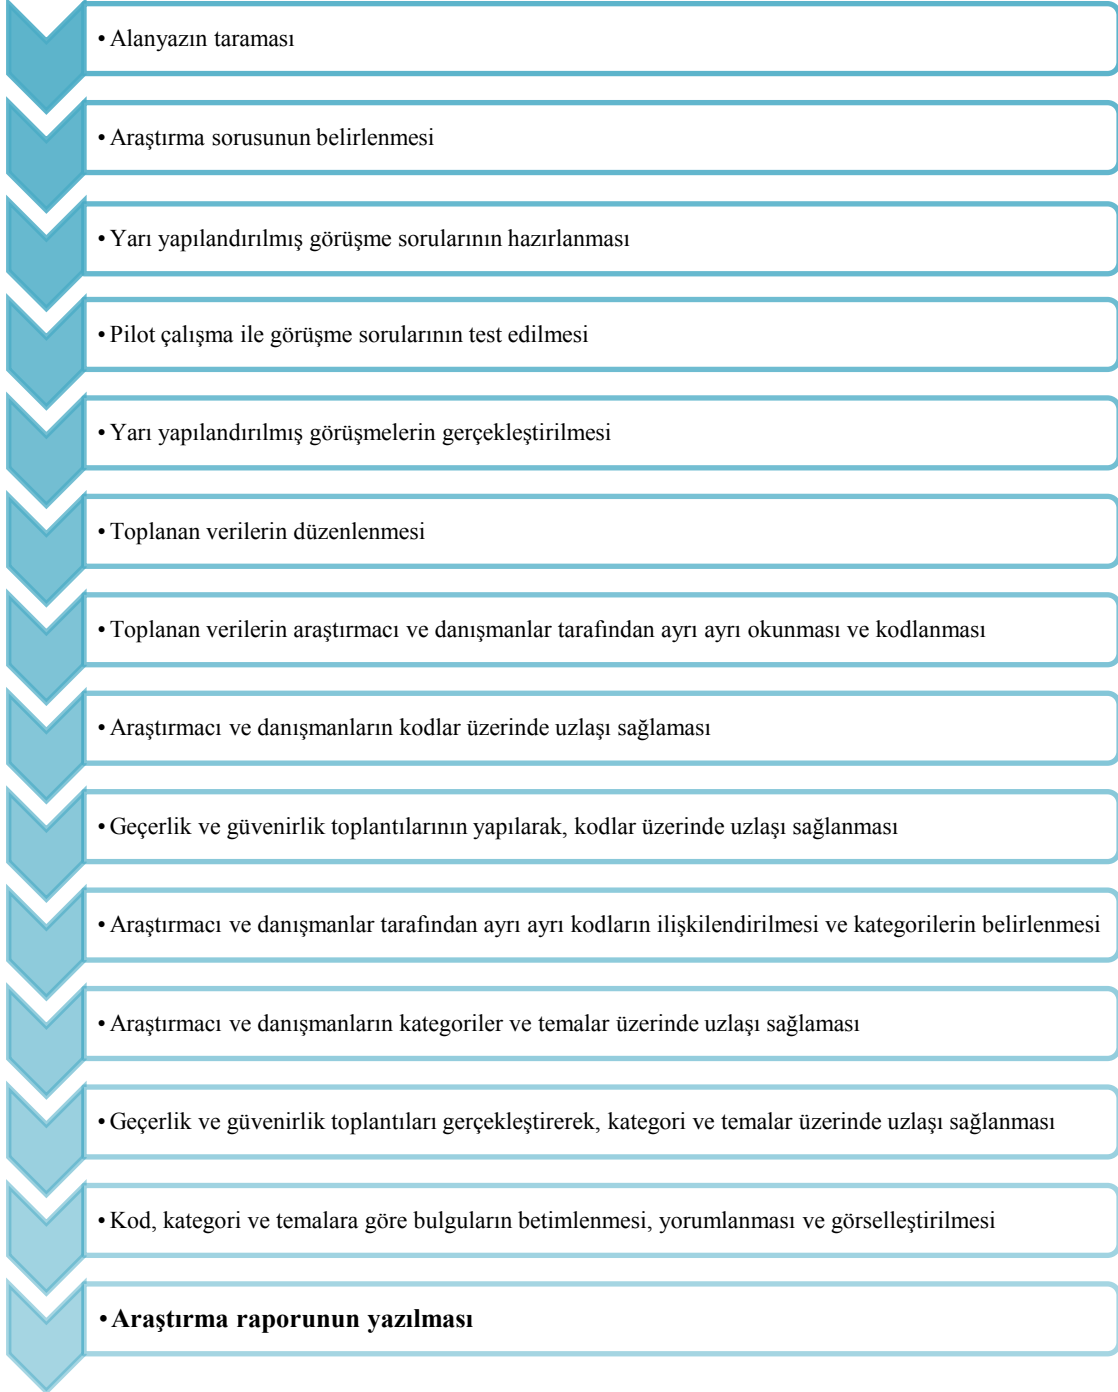 • Alanyazın taraması
• Araştırma sorusunun belirlenmesi
• Yarı yapılandırılmış görüşme sorularının hazırlanması
• Pilot çalışma ile görüşme sorularının test edilmesi
• Yarı yapılandırılmış görüşmelerin gerçekleştirilmesi
• Toplanan verilerin düzenlenmesi
• Toplanan verilerin araştırmacı ve danışmanlar tarafından ayrı ayrı okunması ve kodlanması
• Araştırmacı ve danışmanların kodlar üzerinde uzlaşı sağlaması
• Geçerlik ve güvenirlik toplantılarının yapılarak, kodlar üzerinde uzlaşı sağlanması
• Araştırmacı ve danışmanlar tarafından ayrı ayrı kodların ilişkilendirilmesi ve kategorilerin belirlenmesi
• Araştırmacı ve danışmanların kategoriler ve temalar üzerinde uzlaşı sağlaması
• Geçerlik ve güvenirlik toplantıları gerçekleştirerek, kategori ve temalar üzerinde uzlaşı sağlanması
• Kod, kategori ve temalara göre bulguların betimlenmesi, yorumlanması ve görselleştirilmesi
• Araştırma raporunun yazılması